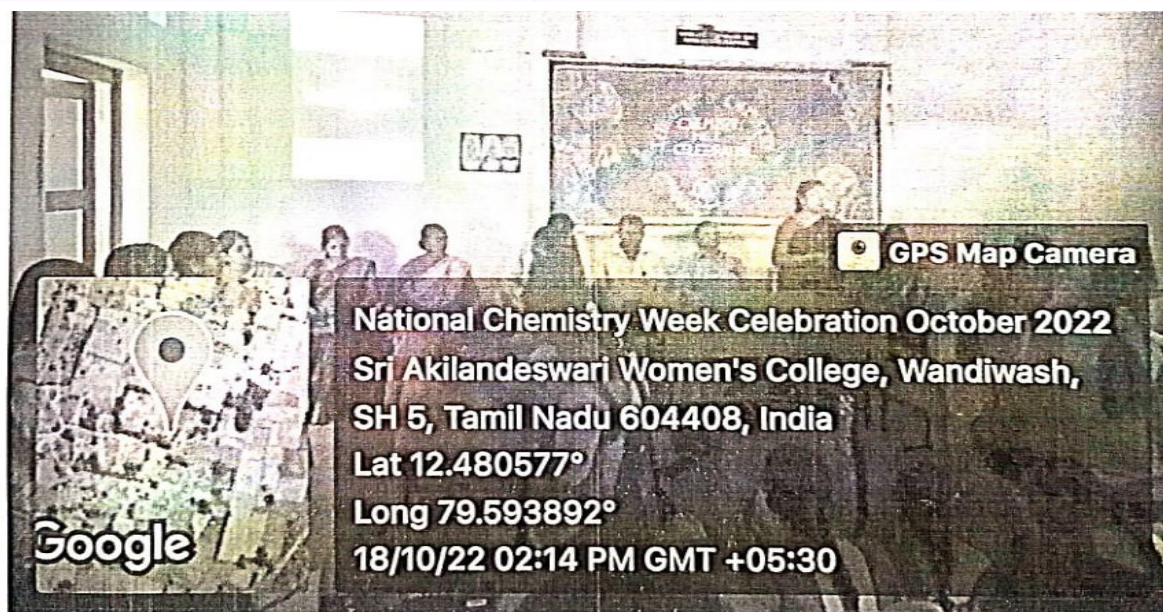 GPS Map Camera
National Chemistry Week Celebration October 2022
Sri Akilandeswari Women's College, Wandiwash,
SH 5, Tamil Nadu 604408, India
Lat 12.480577°
Long 79.593892°
18/10/22 02:14 PM GMT +05:30
Google